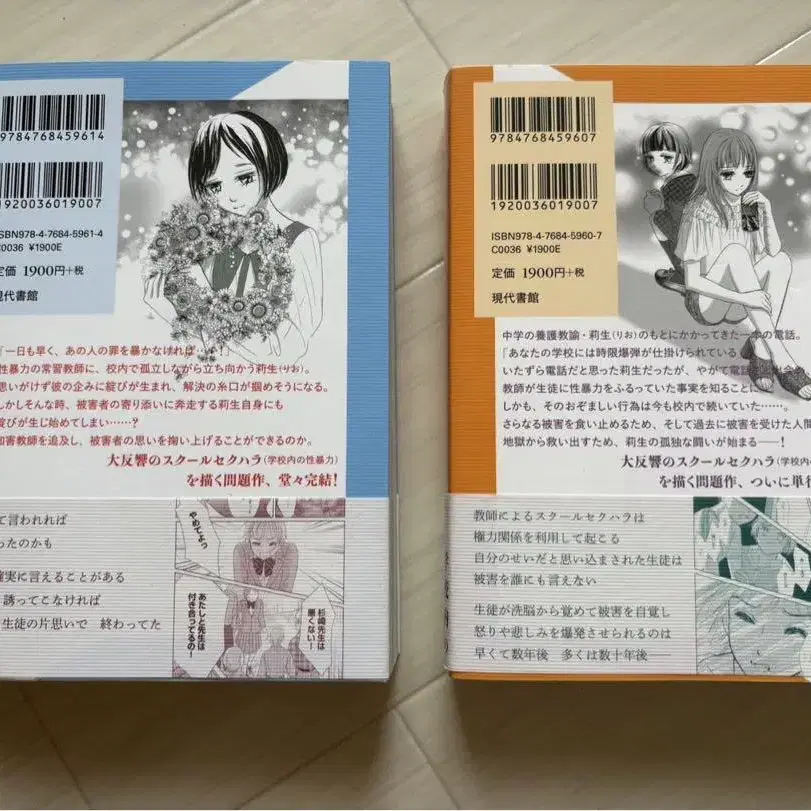 9784768459614
1920036019007
ISBN978-4-7684-5961-4
C0036 ¥1900E
定価 1900円+税
現代書館
「一日も早く、あの人の罪を暴かなければ……!」
性暴力の常習教師に、校内で孤立しながら立ち向かう莉生(りお)。
思いがけず彼の企みに綻びが生まれ、解決の糸口が掴めそうになる。
しかしそんな時、被害者の寄り添いに奔走する莉生自身にも
綻びが生じ始めてしまい……?
加害教師を追及し、被害者の思いを掬い上げることができるのか。
大反響のスクールセクハラ(学校内の性暴力)
を描く問題作、堂々完結!
て言われれば
ったのかも
確実に言えることがある
誘ってこなければ
生徒の片思いで 終わってた
やめてよっ
杉崎先生は
悪くない!
あたしと先生は
付き合ってるの!
9784768459607
1920036019007
ISBN978-4-7684-5960-7
C0036 ¥1900E
定価 1900円+税
現代書館
中学の養護教諭・莉生(りお)のもとにかかってきた一本の電話。
「あなたの学校には時限爆弾が仕掛けられている
いたずら電話だと思った莉生だったが、やがて電話
教師が生徒に性暴力をふるっていた事実を知ること
しかも、そのおぞましい行為は今も校内で続いていた……。
さらなる被害を食い止めるため、そして過去に被害を受けた人間
地獄から救い出すため、莉生の孤独な闘いが始まる――!
大反響のスクールセクハラ(学校内の
を描く問題作、ついに単行
教師によるスクールセクハラは
権力関係を利用して起こる
自分のせいだと思い込まされた生徒は
被害を誰にも言えない
生徒が洗脳から覚めて被害を自覚し
怒りや悲しみを爆発させられるのは
早くて数年後 多くは数十年後――